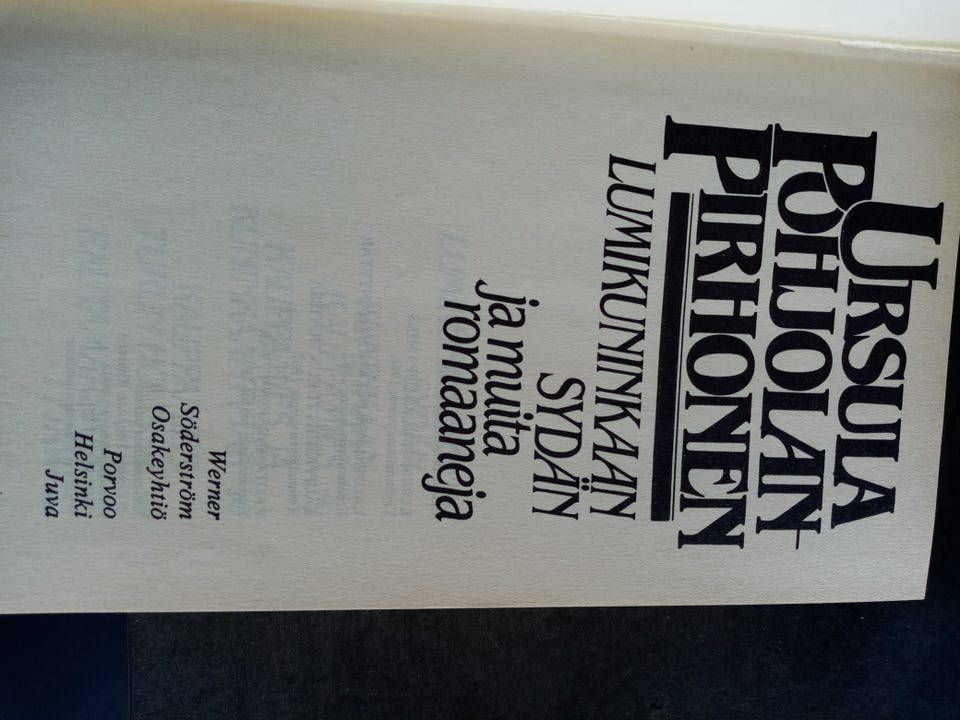 URSULA
POHJOLAN-
PIRHONEN
LUMIKUNINKAAN
SYDÄN
ja muita
romaaneja
Werner
Söderström
Osakeyhtiö
Porvoo
Helsinki
Juva